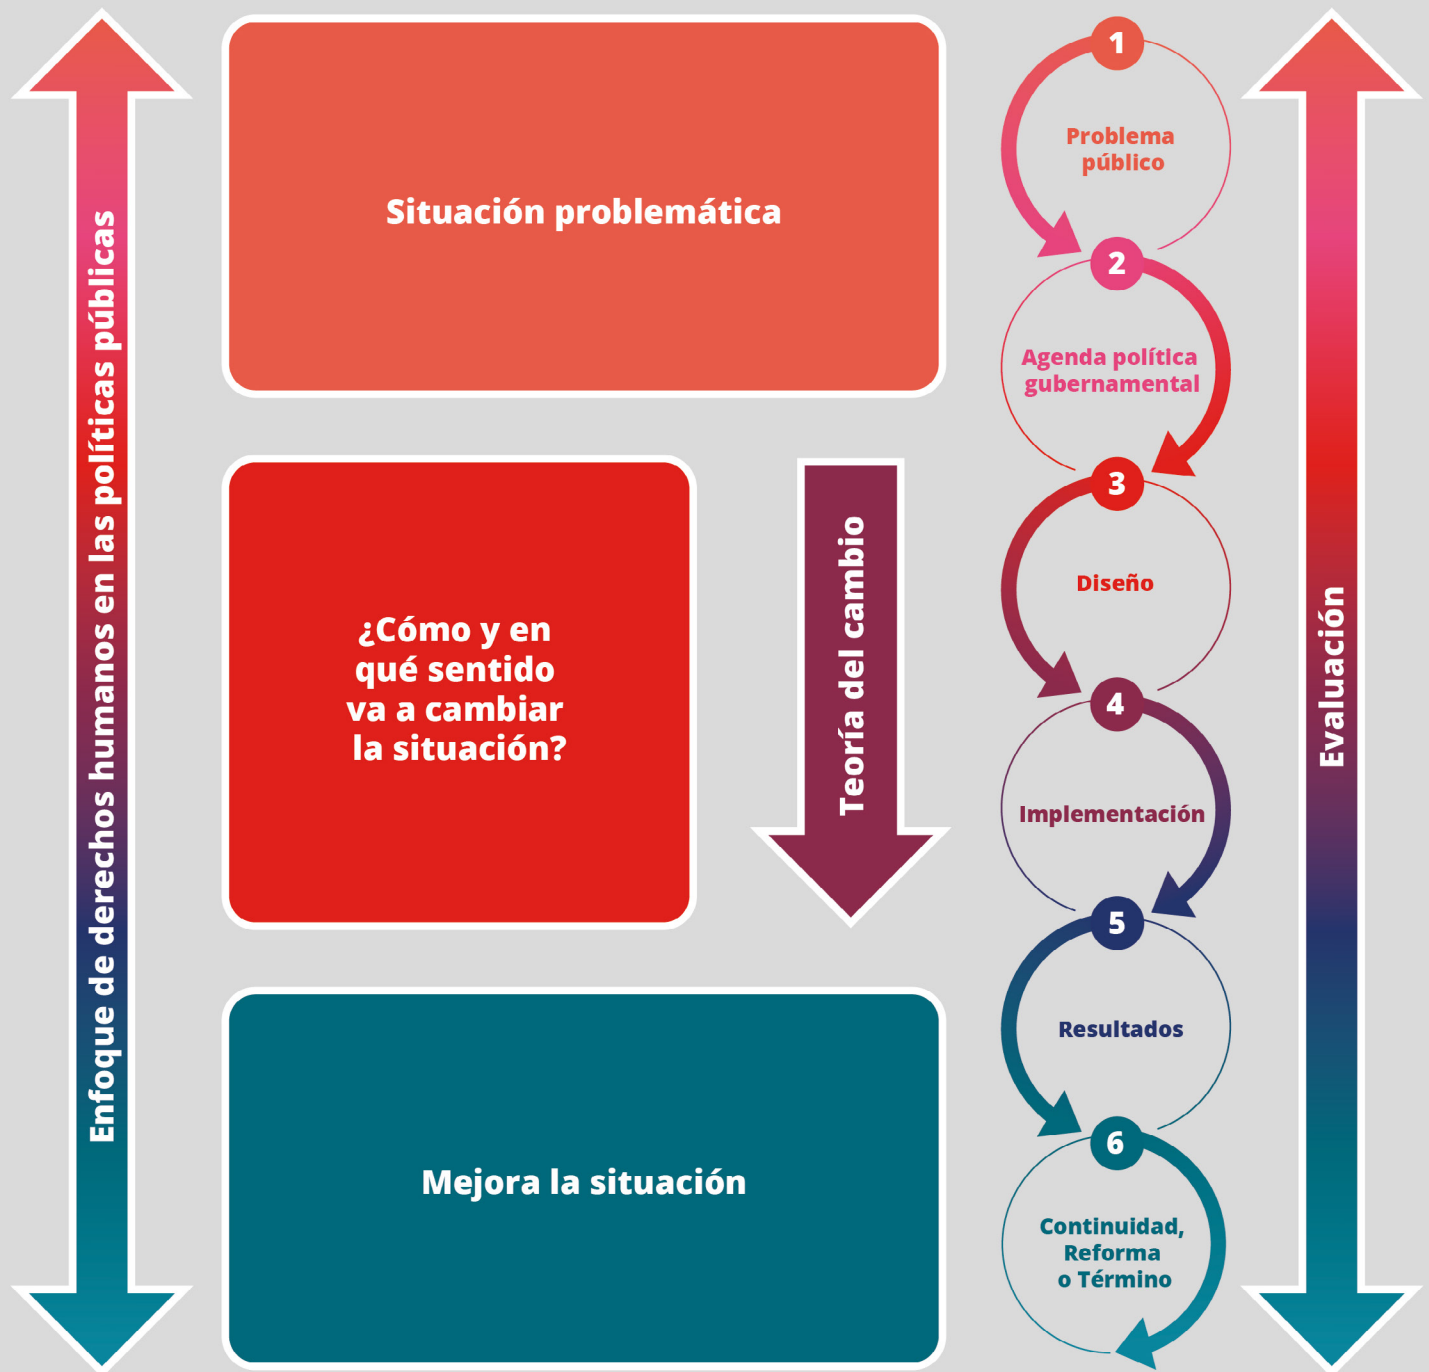 Enfoque de derechos humanos en las políticas públicas
Situación problemática
¿Cómo y en
qué sentido
va a cambiar
la situación?
Teoría del cambio
Mejora la situación
1
Problema
público
2
Agenda política
gubernamental
3
Diseño
4
Implementación
5
Resultados
6
Continuidad,
Reforma
o Término
Evaluación